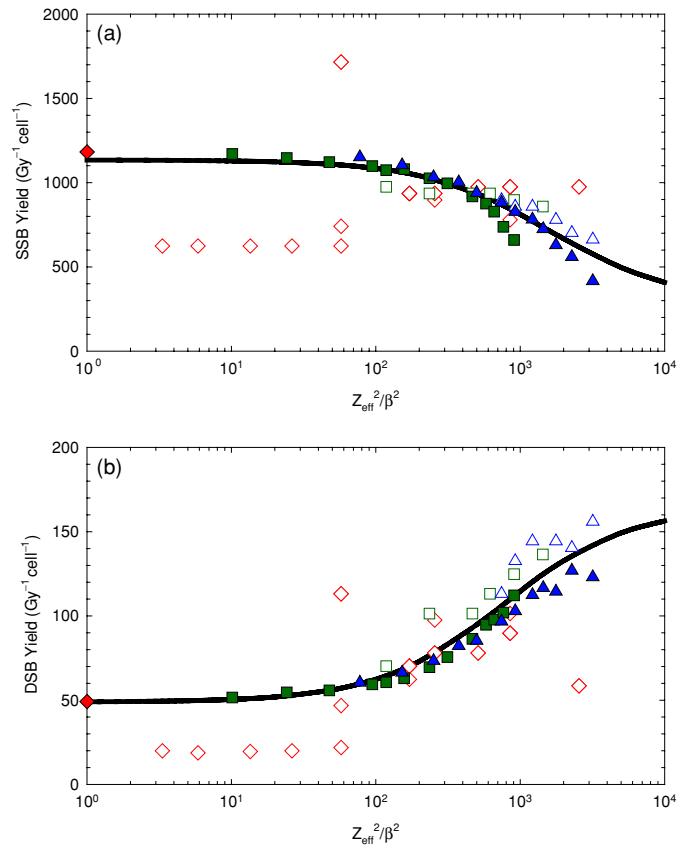 (a)
2000
1500
1000
500
0
SSB Yield (Gy⁻¹ cell⁻¹)
10⁰ 10¹ 10² 10³ 10⁴
Z_eff²/β²
(b)
200
150
100
50
0
DSB Yield (Gy⁻¹ cell⁻¹)
10⁰ 10¹ 10² 10³ 10⁴
Z_eff²/β²